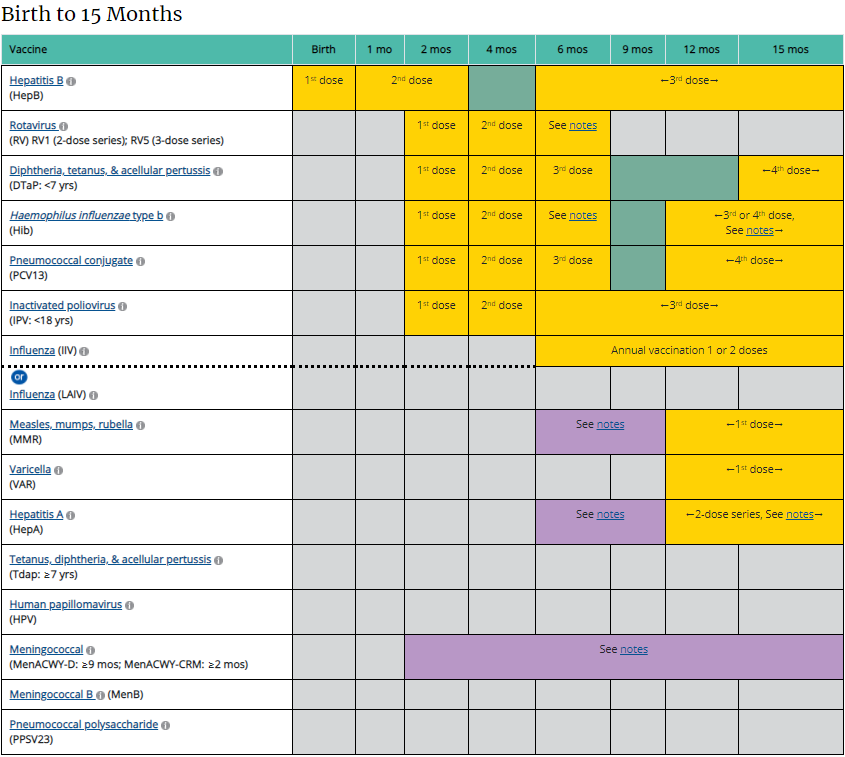 Birth to 15 Months
Vaccine Birth 1 mo 2 mos 4 mos 6 mos 9 mos 12 mos 15 mos
Hepatitis B i 1st dose 2nd dose ←3rd dose→
(HepB)
Rotavirus i 1st dose 2nd dose See notes
(RV) RV1 (2-dose series); RV5 (3-dose series)
Diphtheria, tetanus, & acellular pertussis i 1st dose 2nd dose 3rd dose ←4th dose→
(DTaP: <7 yrs)
Haemophilus influenzae type b i 1st dose 2nd dose See notes ←3rd or 4th dose,
(Hib) See notes→
Pneumococcal conjugate i 1st dose 2nd dose 3rd dose ←4th dose→
(PCV13)
Inactivated poliovirus i 1st dose 2nd dose ←3rd dose→
(IPV: <18 yrs)
Influenza (IIV) i Annual vaccination 1 or 2 doses
or
Influenza (LAIV) i
Measles, mumps, rubella i See notes ←1st dose→
(MMR)
Varicella i ←1st dose→
(VAR)
Hepatitis A i See notes ←2-dose series, See notes→
(HepA)
Tetanus, diphtheria, & acellular pertussis i
(Tdap: ≥7 yrs)
Human papillomavirus i
(HPV)
Meningococcal i See notes
(MenACWY-D: ≥9 mos; MenACWY-CRM: ≥2 mos)
Meningococcal B i (MenB)
Pneumococcal polysaccharide i
(PPSV23)